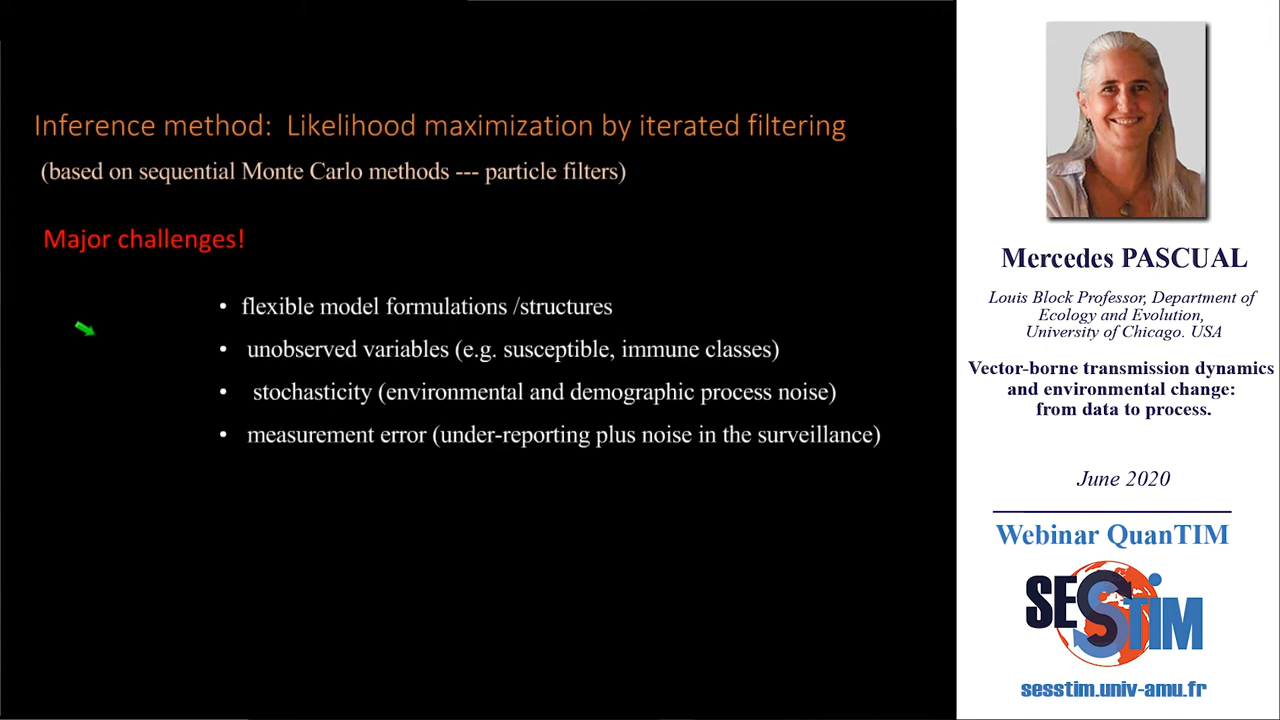 Inference method:  Likelihood maximization by iterated filtering
(based on sequential Monte Carlo methods --- particle filters)
Major challenges!
• flexible model formulations /structures
• unobserved variables (e.g. susceptible, immune classes)
• stochasticity (environmental and demographic process noise)
• measurement error (under-reporting plus noise in the surveillance)
Mercedes PASCUAL
Louis Block Professor, Department of
Ecology and Evolution,
University of Chicago. USA
Vector-borne transmission dynamics
and environmental change:
from data to process.
June 2020
Webinar QuanTIM
SESSTIM
sesstim.univ-amu.fr